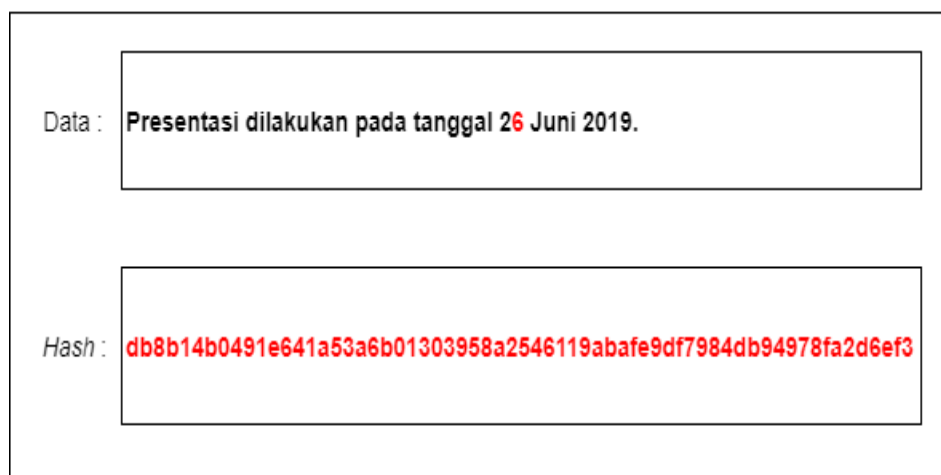 Data : Presentasi dilakukan pada tanggal 26 Juni 2019.
Hash : db8b14b0491e641a53a6b01303958a2546119abafe9df7984db94978fa2d6ef3